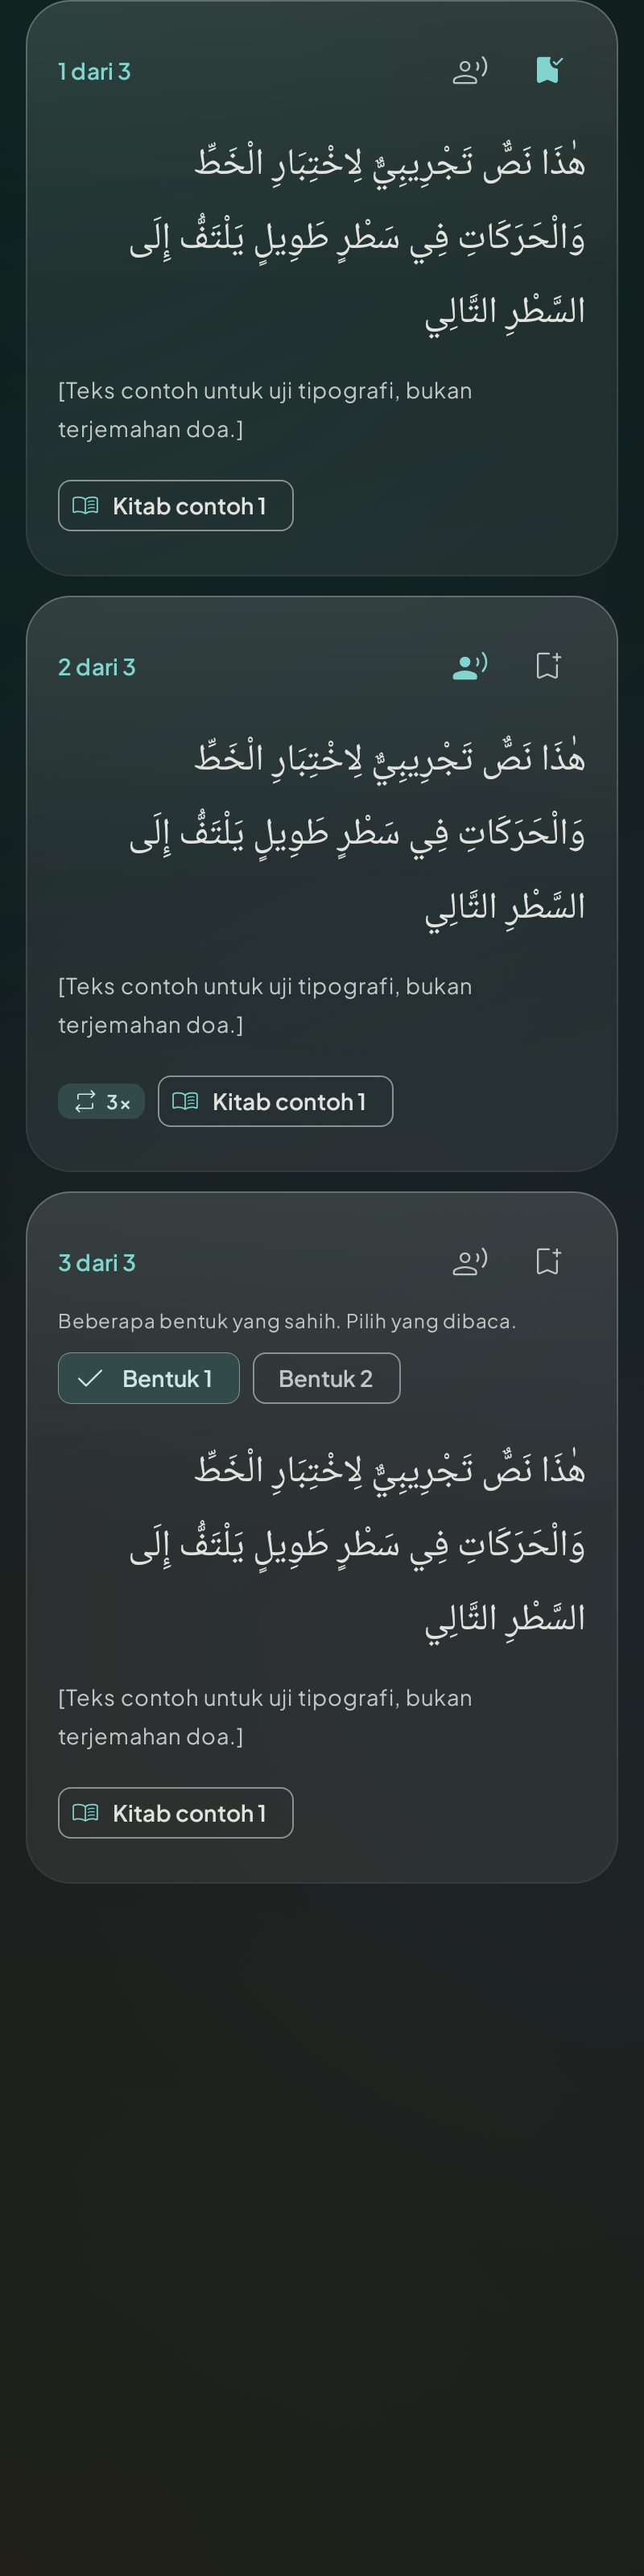 1 dari 3
هٰذَا نَصٌّ تَجْرِيبِيٌّ لِاخْتِبَارِ الْخَطِّ
وَالْحَرَكَاتِ فِي سَطْرٍ طَوِيلٍ يَلْتَفُّ إِلَى
السَّطْرِ التَّالِي
[Teks contoh untuk uji tipografi, bukan
terjemahan doa.]
Kitab contoh 1
2 dari 3
هٰذَا نَصٌّ تَجْرِيبِيٌّ لِاخْتِبَارِ الْخَطِّ
وَالْحَرَكَاتِ فِي سَطْرٍ طَوِيلٍ يَلْتَفُّ إِلَى
السَّطْرِ التَّالِي
[Teks contoh untuk uji tipografi, bukan
terjemahan doa.]
3× Kitab contoh 1
3 dari 3
Beberapa bentuk yang sahih. Pilih yang dibaca.
Bentuk 1 Bentuk 2
هٰذَا نَصٌّ تَجْرِيبِيٌّ لِاخْتِبَارِ الْخَطِّ
وَالْحَرَكَاتِ فِي سَطْرٍ طَوِيلٍ يَلْتَفُّ إِلَى
السَّطْرِ التَّالِي
[Teks contoh untuk uji tipografi, bukan
terjemahan doa.]
Kitab contoh 1